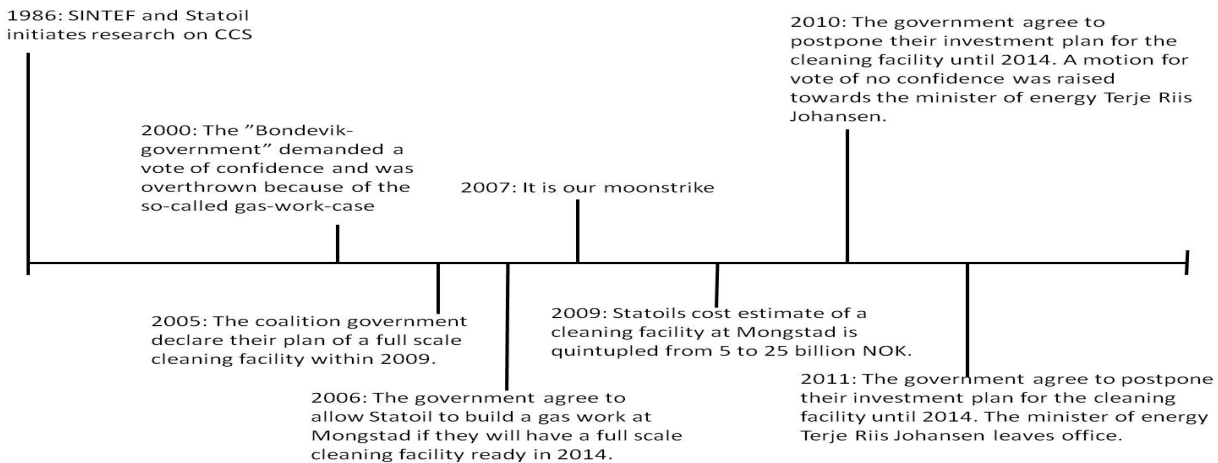 1986: SINTEF and Statoil
initiates research on CCS
2000: The ”Bondevik-
government” demanded a
vote of confidence and was
overthrown because of the
so-called gas-work-case
2005: The coalition government
declare their plan of a full scale
cleaning facility within 2009.
2006: The government agree to
allow Statoil to build a gas work at
Mongstad if they will have a full scale
cleaning facility ready in 2014.
2007: It is our moonstrike
2009: Statoils cost estimate of a
cleaning facility at Mongstad is
quintupled from 5 to 25 billion NOK.
2010: The government agree to
postpone their investment plan for the
cleaning facility until 2014. A motion for
vote of no confidence was raised
towards the minister of energy Terje Riis
Johansen.
2011: The government agree to postpone
their investment plan for the cleaning
facility until 2014. The minister of energy
Terje Riis Johansen leaves office.